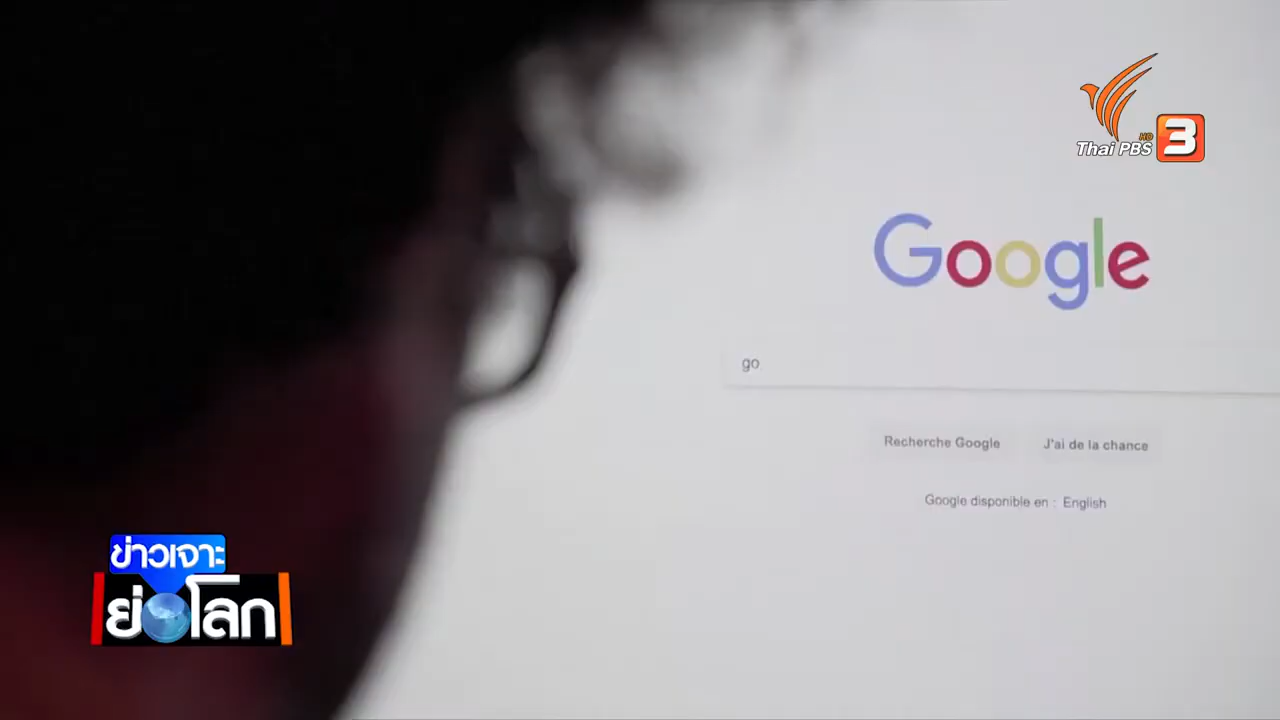 HD
Thai PBS 3
Google
go
Recherche Google J'ai de la chance
Google disponible en : English
ข่าวเจาะ
ย่อโลก